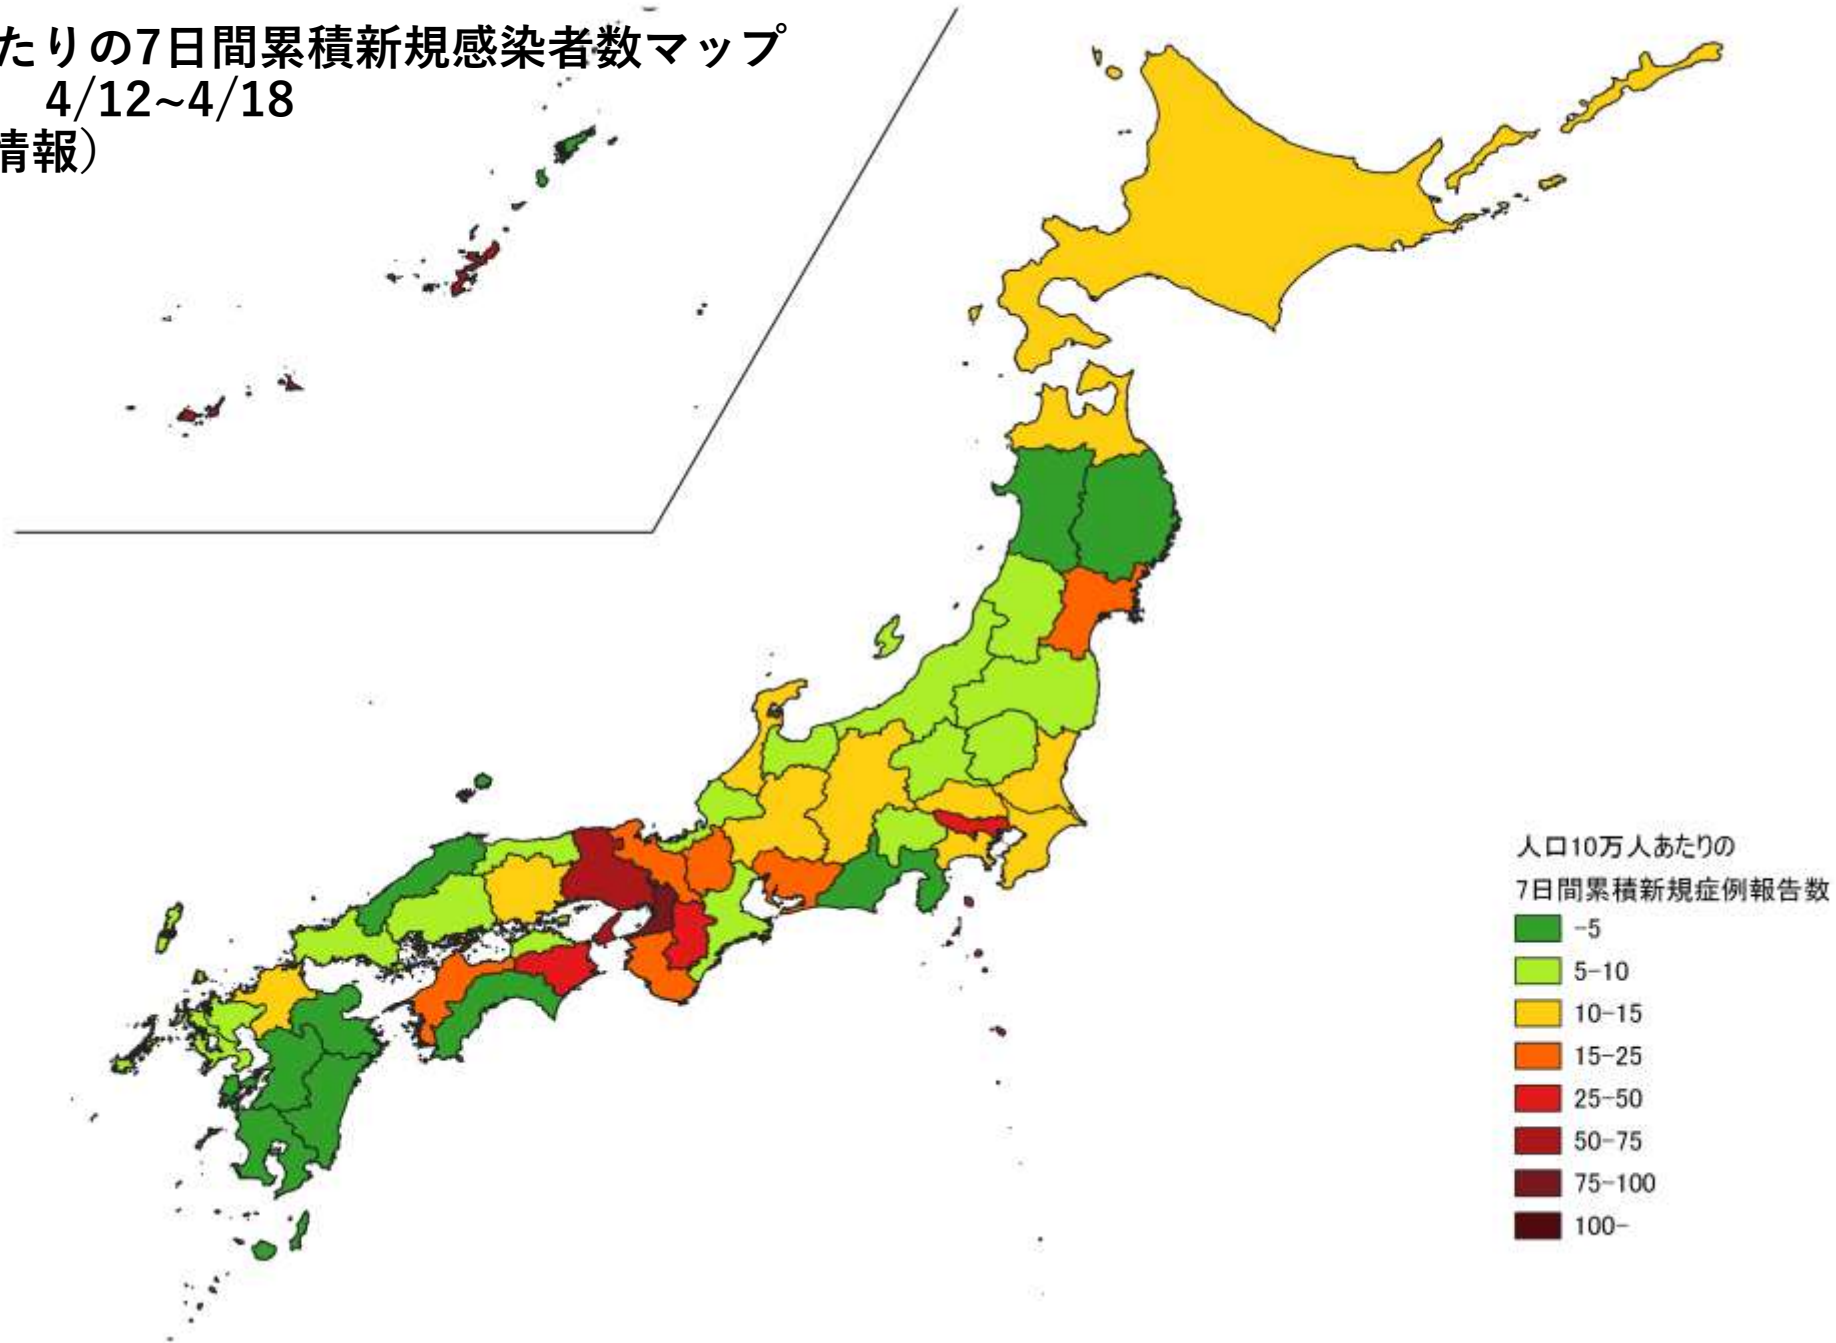 たりの7日間累積新規感染者数マップ
4/12~4/18
情報）
人口10万人あたりの
7日間累積新規症例報告数
-5
5-10
10-15
15-25
25-50
50-75
75-100
100-